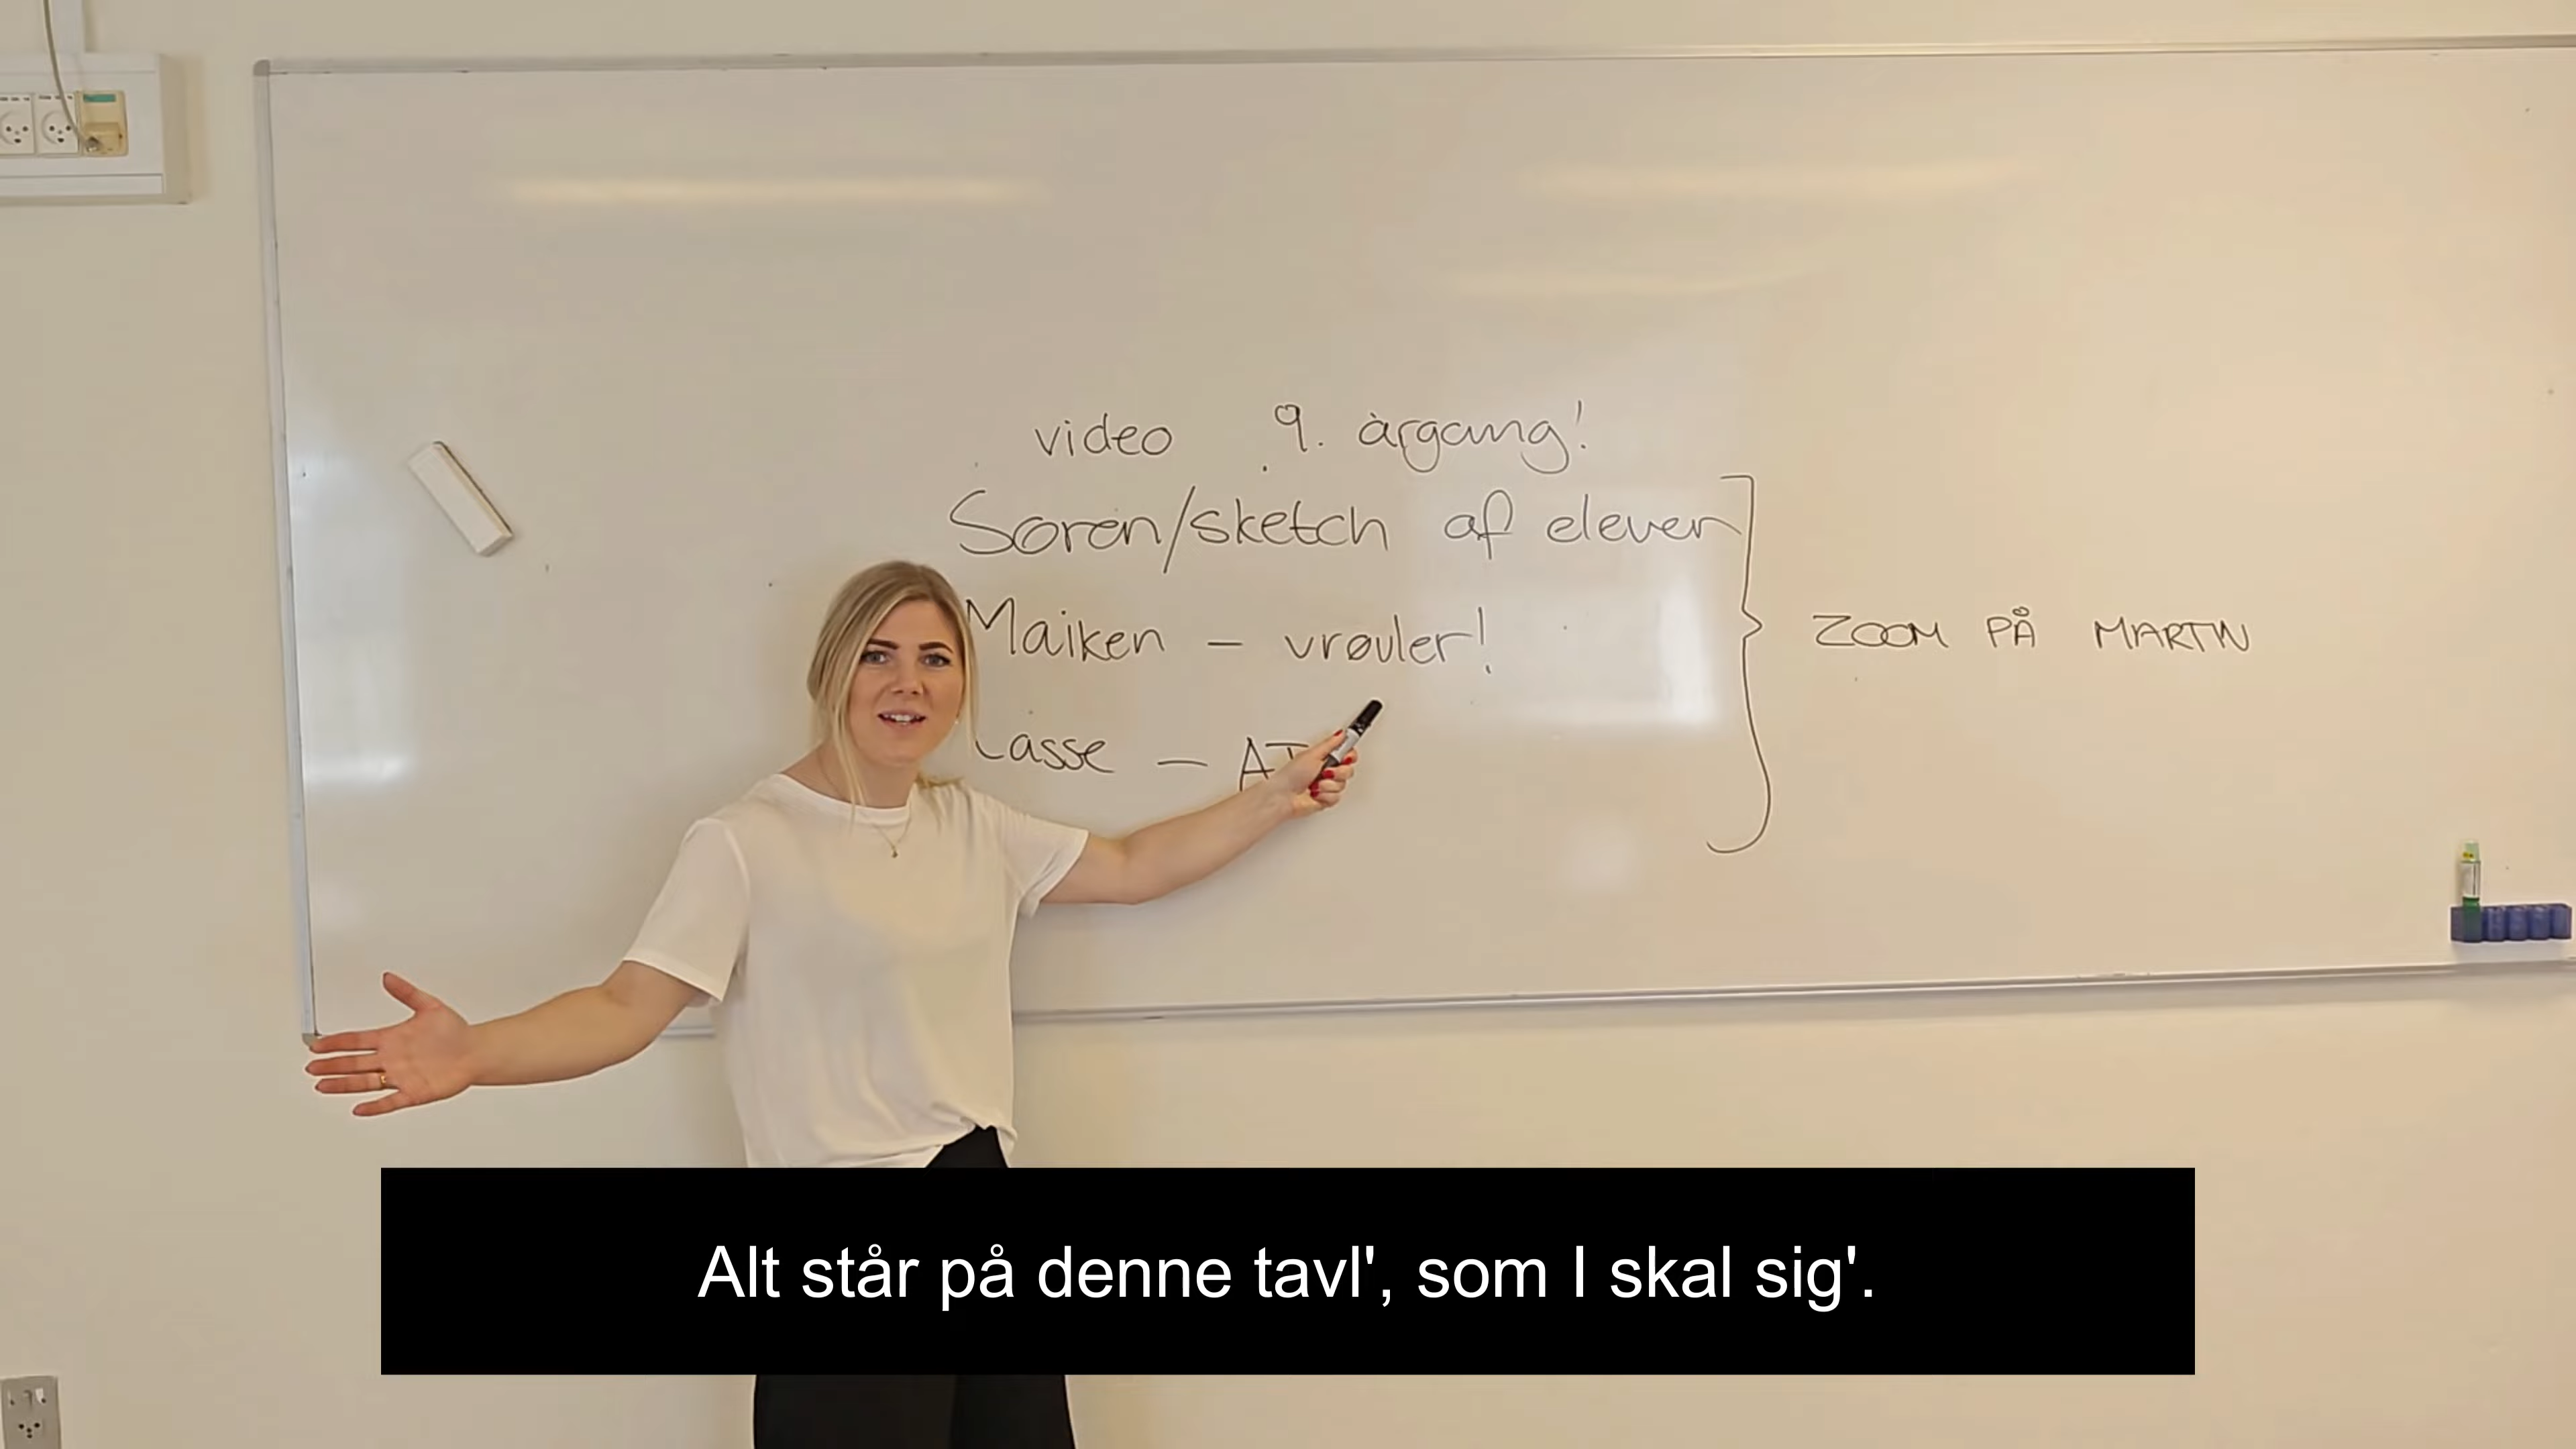 video 9. årgang!
Soren/sketch af elever
Maiken – vrøvler!
Lasse –
ZOOM PÅ MARTIN
Alt står på denne tavl', som I skal sig'.